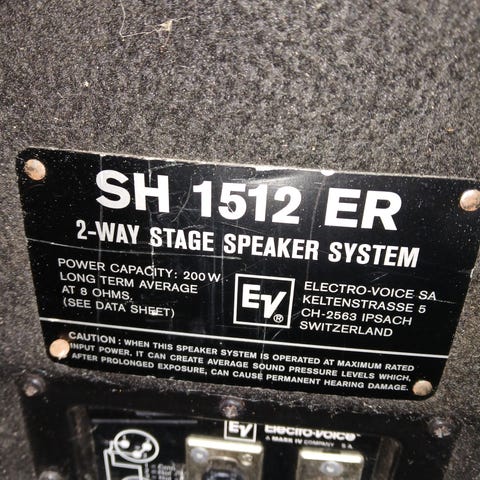 SH 1512 ER
2-WAY STAGE SPEAKER SYSTEM
POWER CAPACITY: 200 W
LONG TERM AVERAGE
AT 8 OHMS.
(SEE DATA SHEET)
EV®
ELECTRO-VOICE SA
KELTENSTRASSE 5
CH-2563 IPSACH
SWITZERLAND
CAUTION : WHEN THIS SPEAKER SYSTEM IS OPERATED AT MAXIMUM RATED
INPUT POWER, IT CAN CREATE AVERAGE SOUND PRESSURE LEVELS WHICH,
AFTER PROLONGED EXPOSURE, CAN CAUSE PERMANENT HEARING DAMAGE.
EV Electro-Voice®
A MARK IV COMPANY S.A.